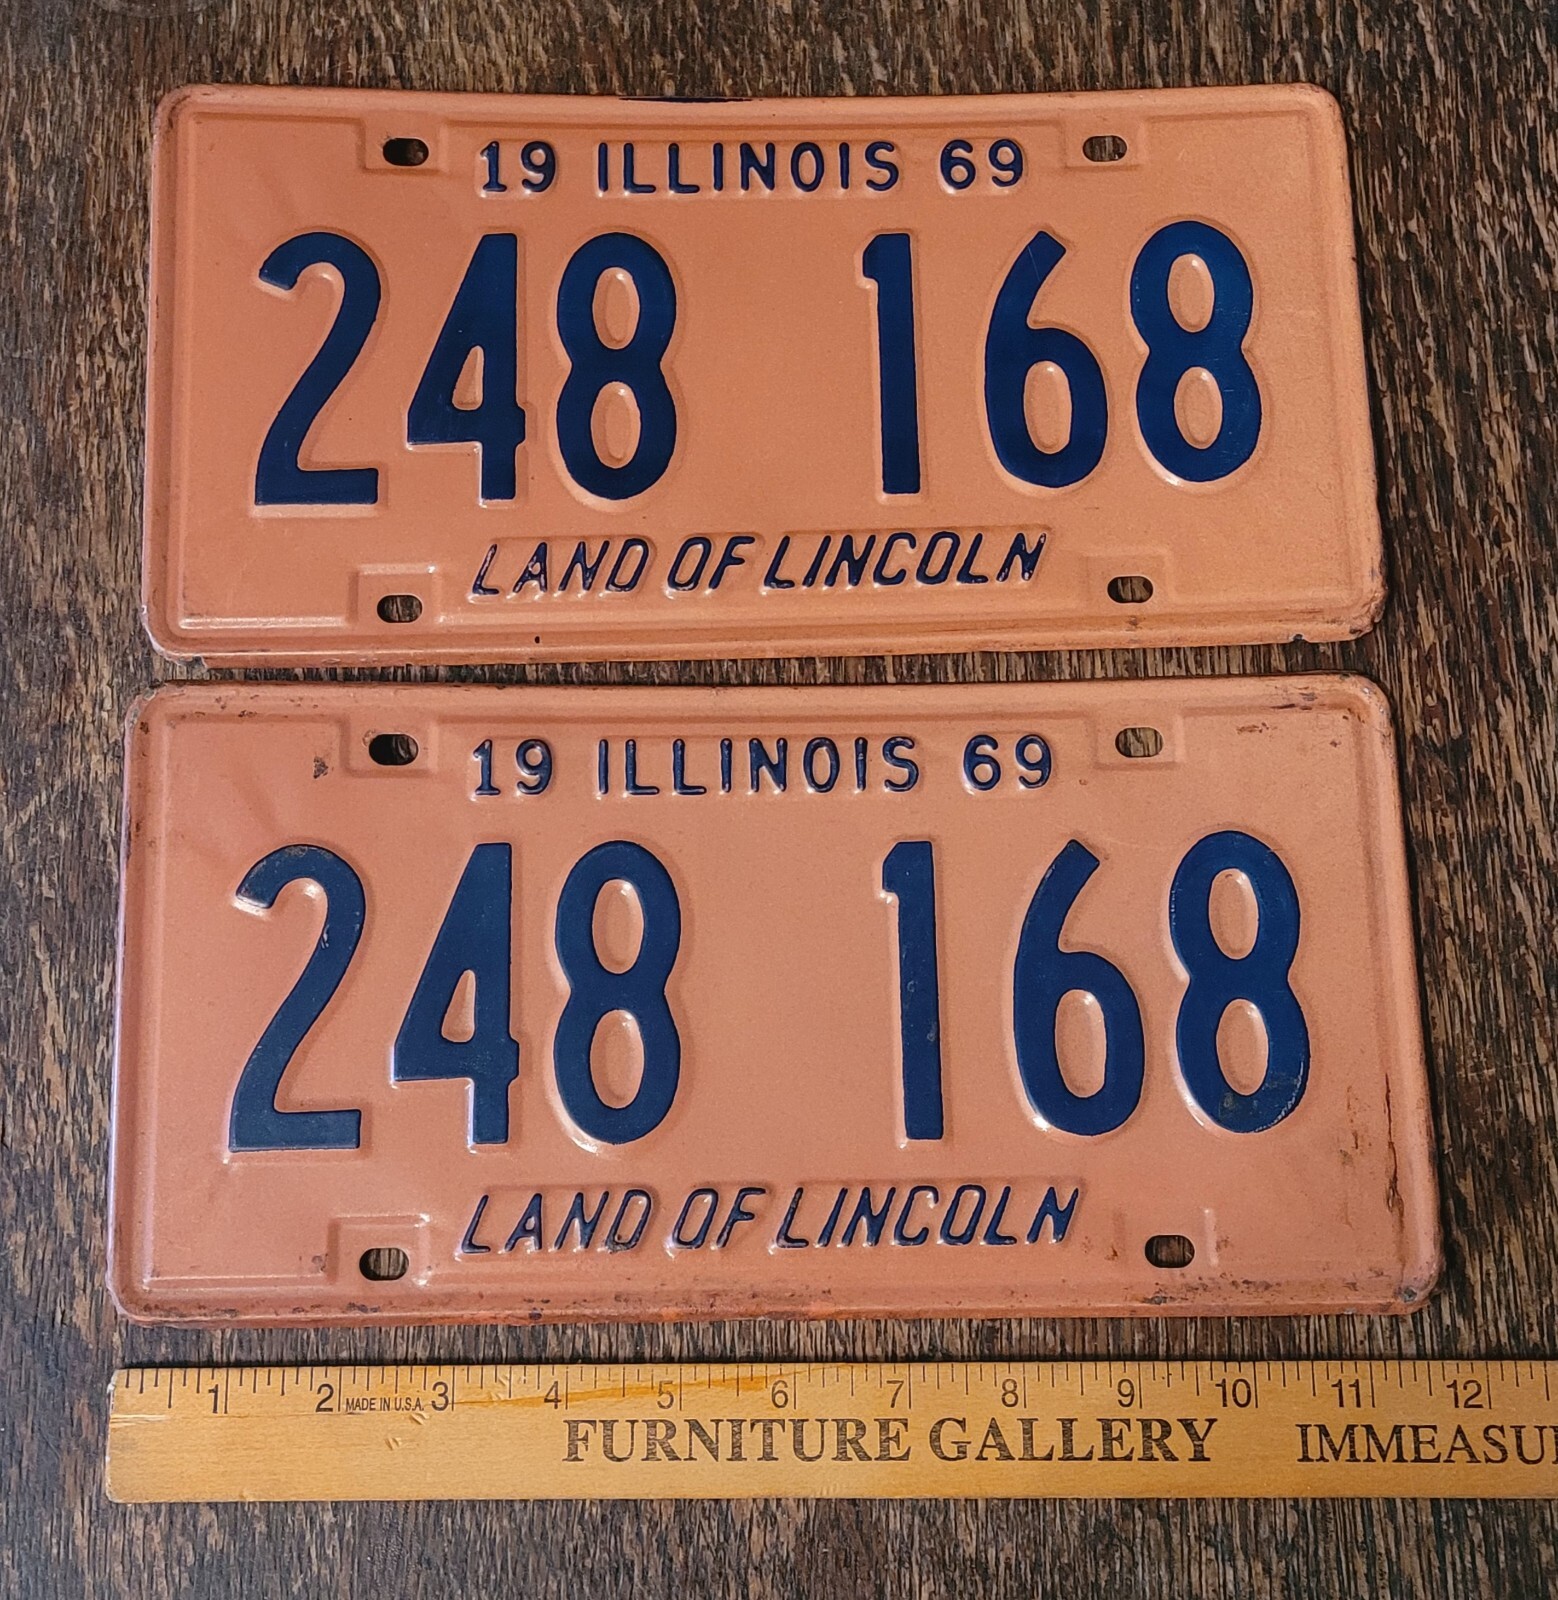 19 ILLINOIS 69
248 168
LAND OF LINCOLN
19 ILLINOIS 69
248 168
LAND OF LINCOLN
1 2 MADE IN U.S.A. 3 4 5 6 7 8 9 10 11 12
FURNITURE GALLERY IMMEASU